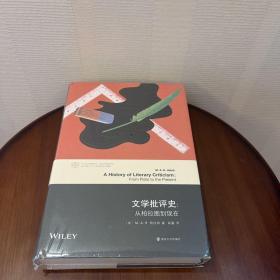 M. A. R. Habib
A History of Literary Criticism:
From Plato to the Present
文学批评史:
从柏拉图到现在
WILEY
南京大学出版社